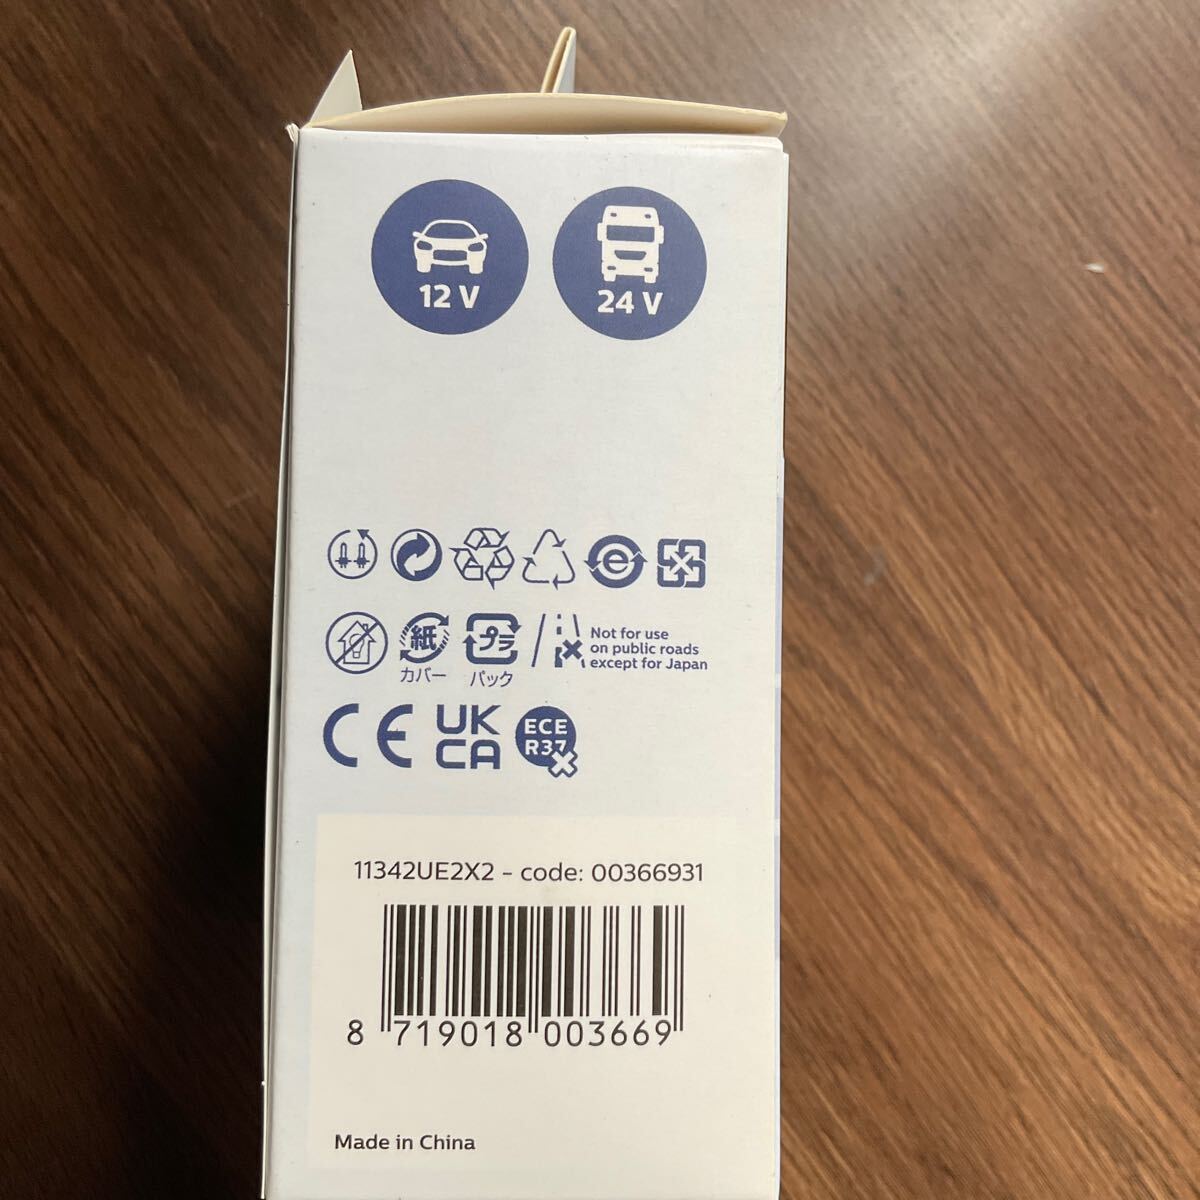 12 V
24 V
e
紙
プラ
カバー
パック
Not for use
on public roads
except for Japan
CE
UK
CA
ECE
R37
11342UE2X2 - code: 00366931
8 719018 003669
Made in China